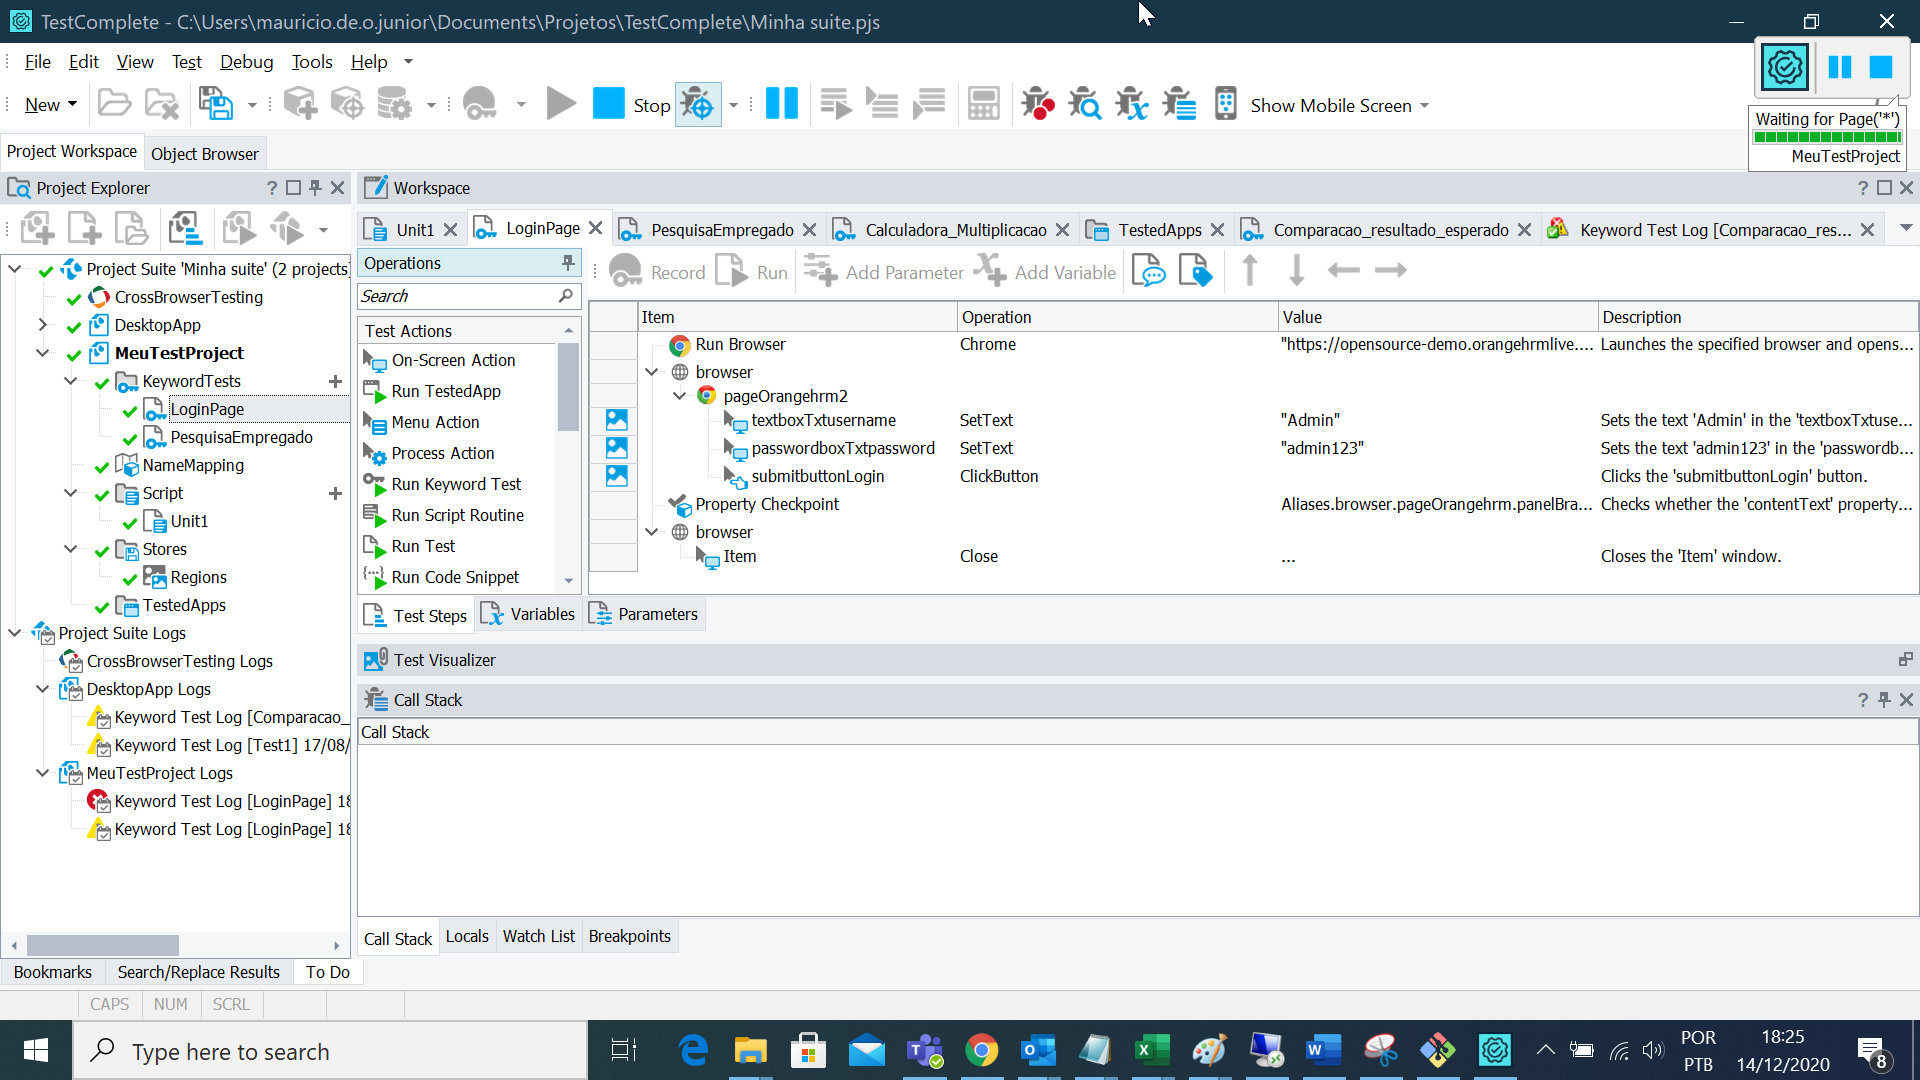 TestComplete - C:\Users\mauricio.de.o.junior\Documents\Projetos\TestComplete\Minha suite.pjs
File Edit View Test Debug Tools Help
New Stop Show Mobile Screen
Waiting for Page('*')
MeuTestProject
Project Workspace Object Browser
Project Explorer
Workspace
Unit1 LoginPage PesquisaEmpregado Calculadora_Multiplicacao TestedApps Comparacao_resultado_esperado Keyword Test Log [Comparacao_res...
Project Suite 'Minha suite' (2 projects)
CrossBrowserTesting
DesktopApp
MeuTestProject
KeywordTests
LoginPage
PesquisaEmpregado
NameMapping
Script
Unit1
Stores
Regions
TestedApps
Project Suite Logs
CrossBrowserTesting Logs
DesktopApp Logs
Keyword Test Log [Comparacao_
Keyword Test Log [Test1] 17/08/
MeuTestProject Logs
Keyword Test Log [LoginPage] 18
Keyword Test Log [LoginPage] 18
Operations
Search
Test Actions
On-Screen Action
Run TestedApp
Menu Action
Process Action
Run Keyword Test
Run Script Routine
Run Test
Run Code Snippet
Record Run Add Parameter Add Variable
Item Operation Value Description
Run Browser Chrome "https://opensource-demo.orangehrmlive.... Launches the specified browser and opens...
browser
pageOrangehrm2
textboxTxtusername SetText "Admin" Sets the text 'Admin' in the 'textboxTxtuse...
passwordboxTxtpassword SetText "admin123" Sets the text 'admin123' in the 'passwordb...
submitbuttonLogin ClickButton Clicks the 'submitbuttonLogin' button.
Property Checkpoint Aliases.browser.pageOrangehrm.panelBra... Checks whether the 'contentText' property...
browser
Item Close ... Closes the 'Item' window.
Test Steps Variables Parameters
Test Visualizer
Call Stack
Call Stack
Call Stack Locals Watch List Breakpoints
Bookmarks Search/Replace Results To Do
CAPS NUM SCRL
Type here to search
POR
PTB
18:25
14/12/2020
8